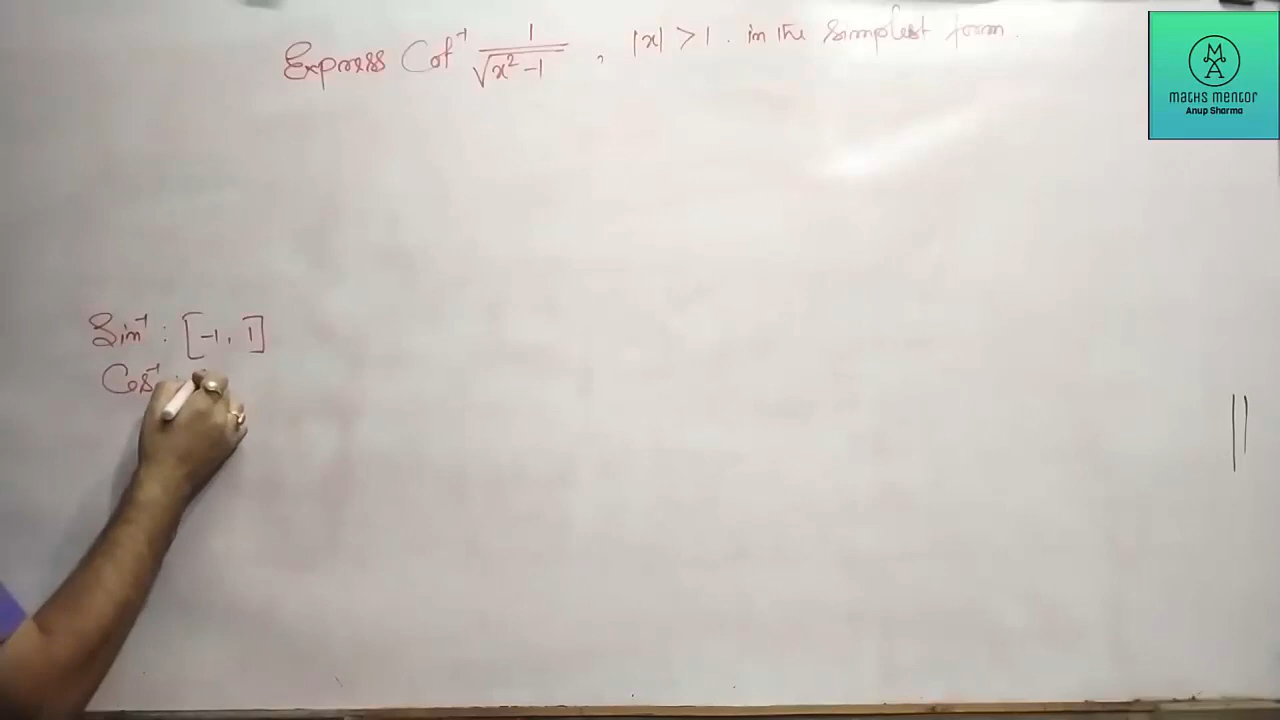 Express Cot⁻¹ 1/√(x²-1) , |x| > 1 . in the simplest form.
MA
maths mentor
Anup Sharma
Sin⁻¹ : [-1, 1]
Cos⁻¹ :